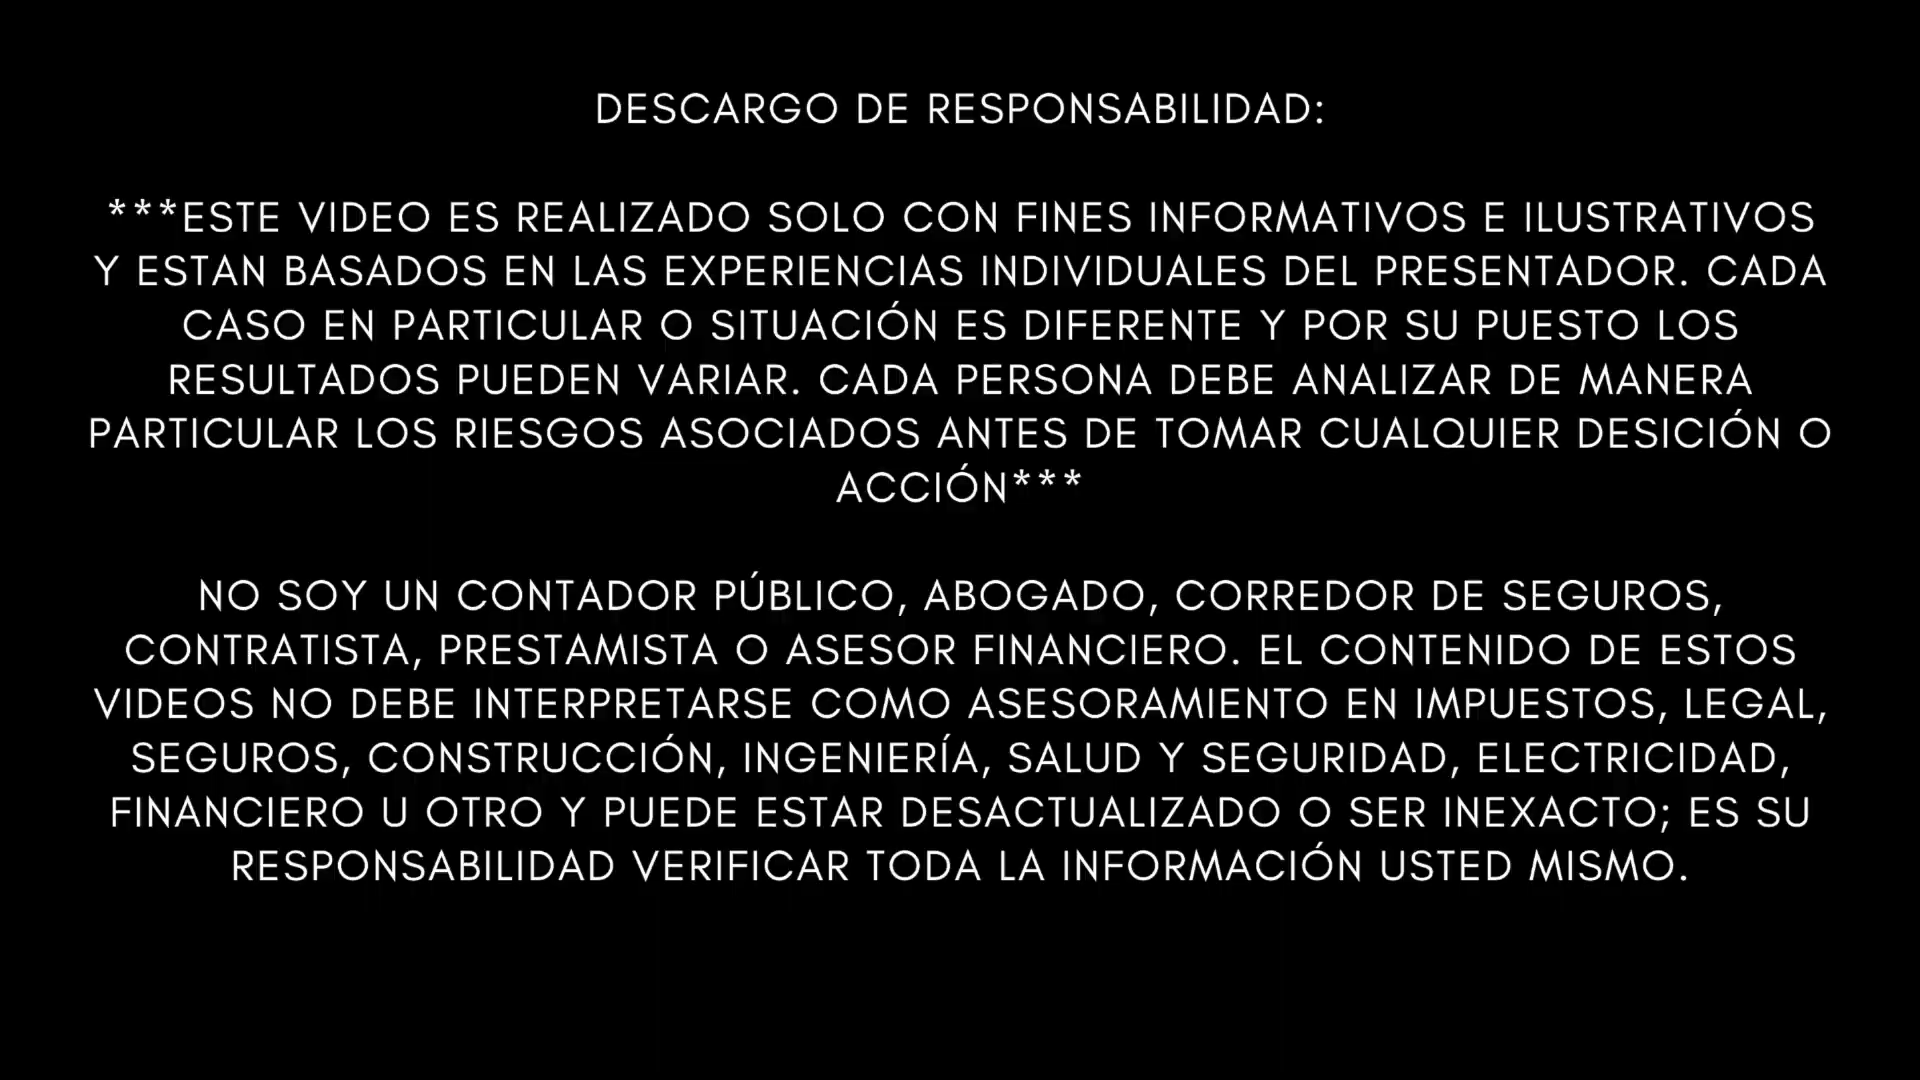 DESCARGO DE RESPONSABILIDAD:
***ESTE VIDEO ES REALIZADO SOLO CON FINES INFORMATIVOS E ILUSTRATIVOS
Y ESTAN BASADOS EN LAS EXPERIENCIAS INDIVIDUALES DEL PRESENTADOR. CADA
CASO EN PARTICULAR O SITUACIÓN ES DIFERENTE Y POR SU PUESTO LOS
RESULTADOS PUEDEN VARIAR. CADA PERSONA DEBE ANALIZAR DE MANERA
PARTICULAR LOS RIESGOS ASOCIADOS ANTES DE TOMAR CUALQUIER DESICIÓN O
ACCIÓN***
NO SOY UN CONTADOR PÚBLICO, ABOGADO, CORREDOR DE SEGUROS,
CONTRATISTA, PRESTAMISTA O ASESOR FINANCIERO. EL CONTENIDO DE ESTOS
VIDEOS NO DEBE INTERPRETARSE COMO ASESORAMIENTO EN IMPUESTOS, LEGAL,
SEGUROS, CONSTRUCCIÓN, INGENIERÍA, SALUD Y SEGURIDAD, ELECTRICIDAD,
FINANCIERO U OTRO Y PUEDE ESTAR DESACTUALIZADO O SER INEXACTO; ES SU
RESPONSABILIDAD VERIFICAR TODA LA INFORMACIÓN USTED MISMO.